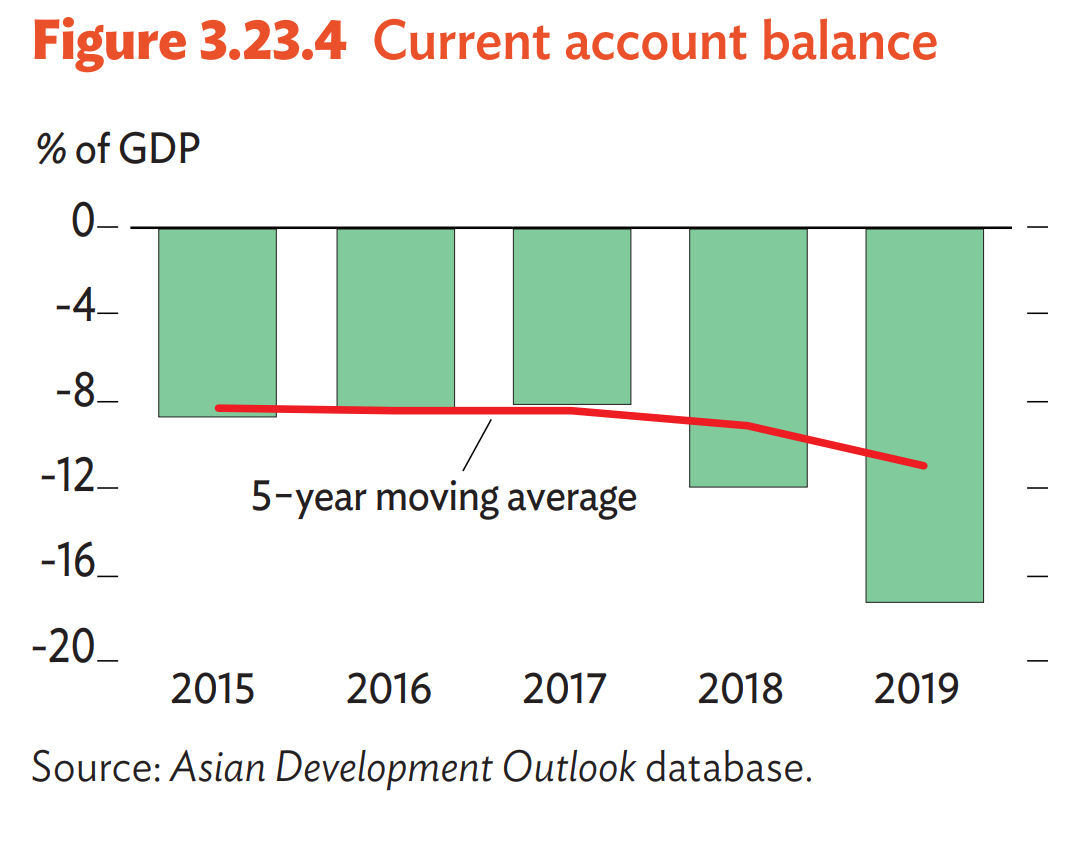 Figure 3.23.4 Current account balance
% of GDP
0
-4
-8
-12
5-year moving average
-16
-20
2015 2016 2017 2018 2019
Source: Asian Development Outlook database.